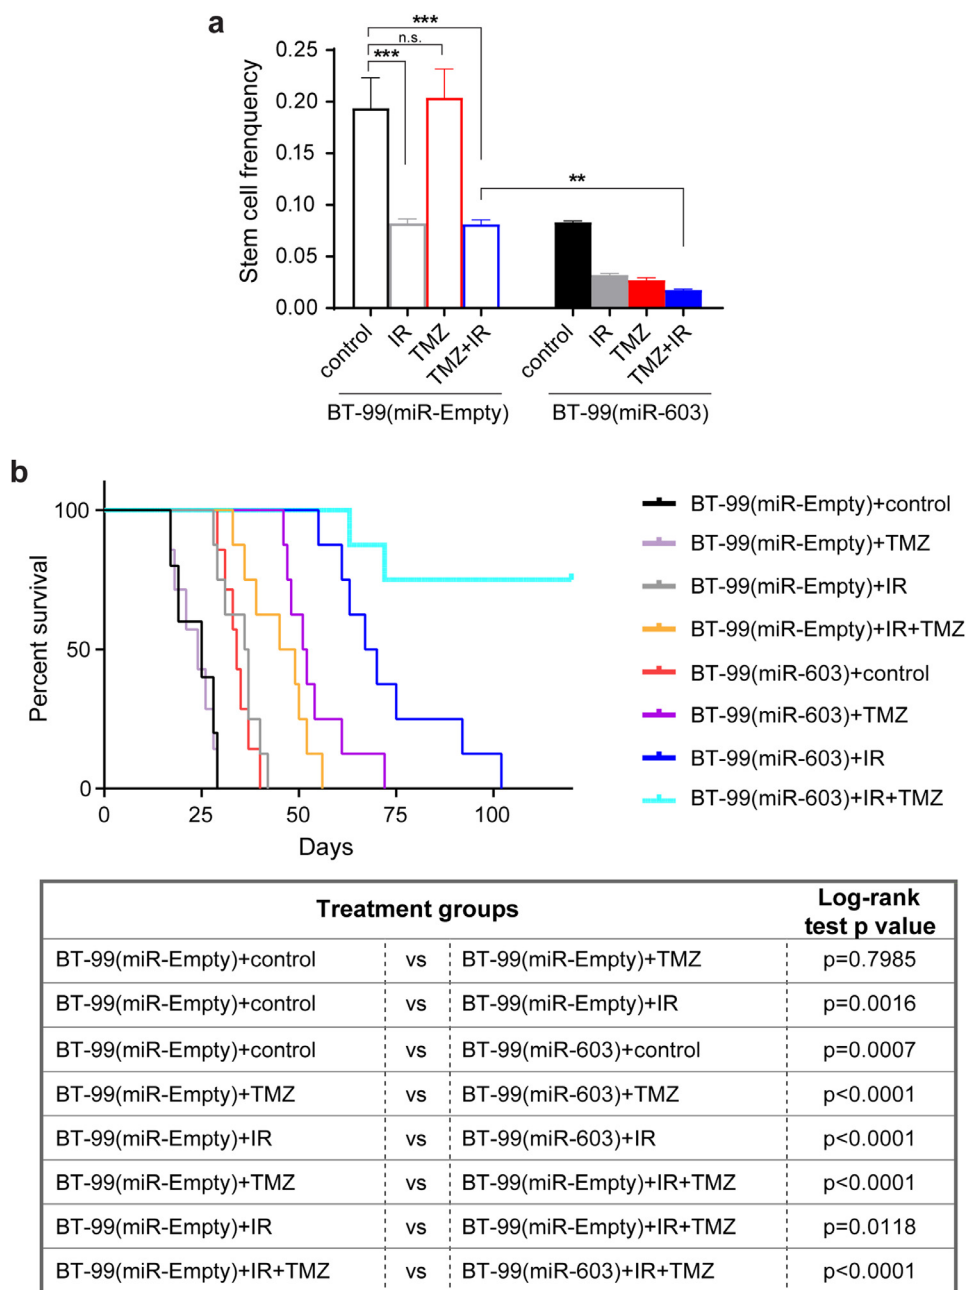 a
***
n.s.
***
**
Stem cell frenquency
0.25
0.20
0.15
0.10
0.05
0.00
control
IR
TMZ
TMZ+IR
control
IR
TMZ
TMZ+IR
BT-99(miR-Empty)
BT-99(miR-603)
b
Percent survival
100
50
0
0
25
50
75
100
Days
BT-99(miR-Empty)+control
BT-99(miR-Empty)+TMZ
BT-99(miR-Empty)+IR
BT-99(miR-Empty)+IR+TMZ
BT-99(miR-603)+control
BT-99(miR-603)+TMZ
BT-99(miR-603)+IR
BT-99(miR-603)+IR+TMZ
Treatment groups
Log-rank
test p value
BT-99(miR-Empty)+control vs BT-99(miR-Empty)+TMZ p=0.7985
BT-99(miR-Empty)+control vs BT-99(miR-Empty)+IR p=0.0016
BT-99(miR-Empty)+control vs BT-99(miR-603)+control p=0.0007
BT-99(miR-Empty)+TMZ vs BT-99(miR-603)+TMZ p<0.0001
BT-99(miR-Empty)+IR vs BT-99(miR-603)+IR p<0.0001
BT-99(miR-Empty)+TMZ vs BT-99(miR-Empty)+IR+TMZ p<0.0001
BT-99(miR-Empty)+IR vs BT-99(miR-Empty)+IR+TMZ p=0.0118
BT-99(miR-Empty)+IR+TMZ vs BT-99(miR-603)+IR+TMZ p<0.0001